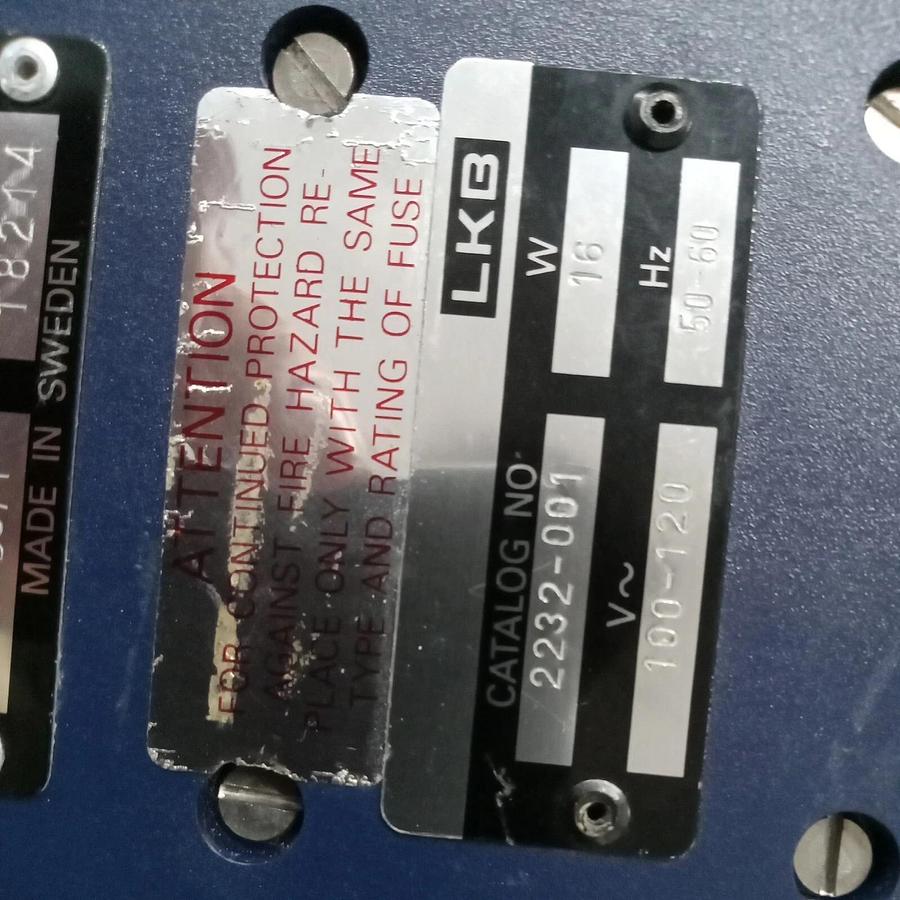 18214
MADE IN SWEDEN
ATTENTION
FOR CONTINUED PROTECTION
AGAINST FIRE HAZARD RE-
PLACE ONLY WITH THE SAME
TYPE AND RATING OF FUSE
LKB
CATALOG NO
W
2232-001
16
V~
Hz
100-120
50-60